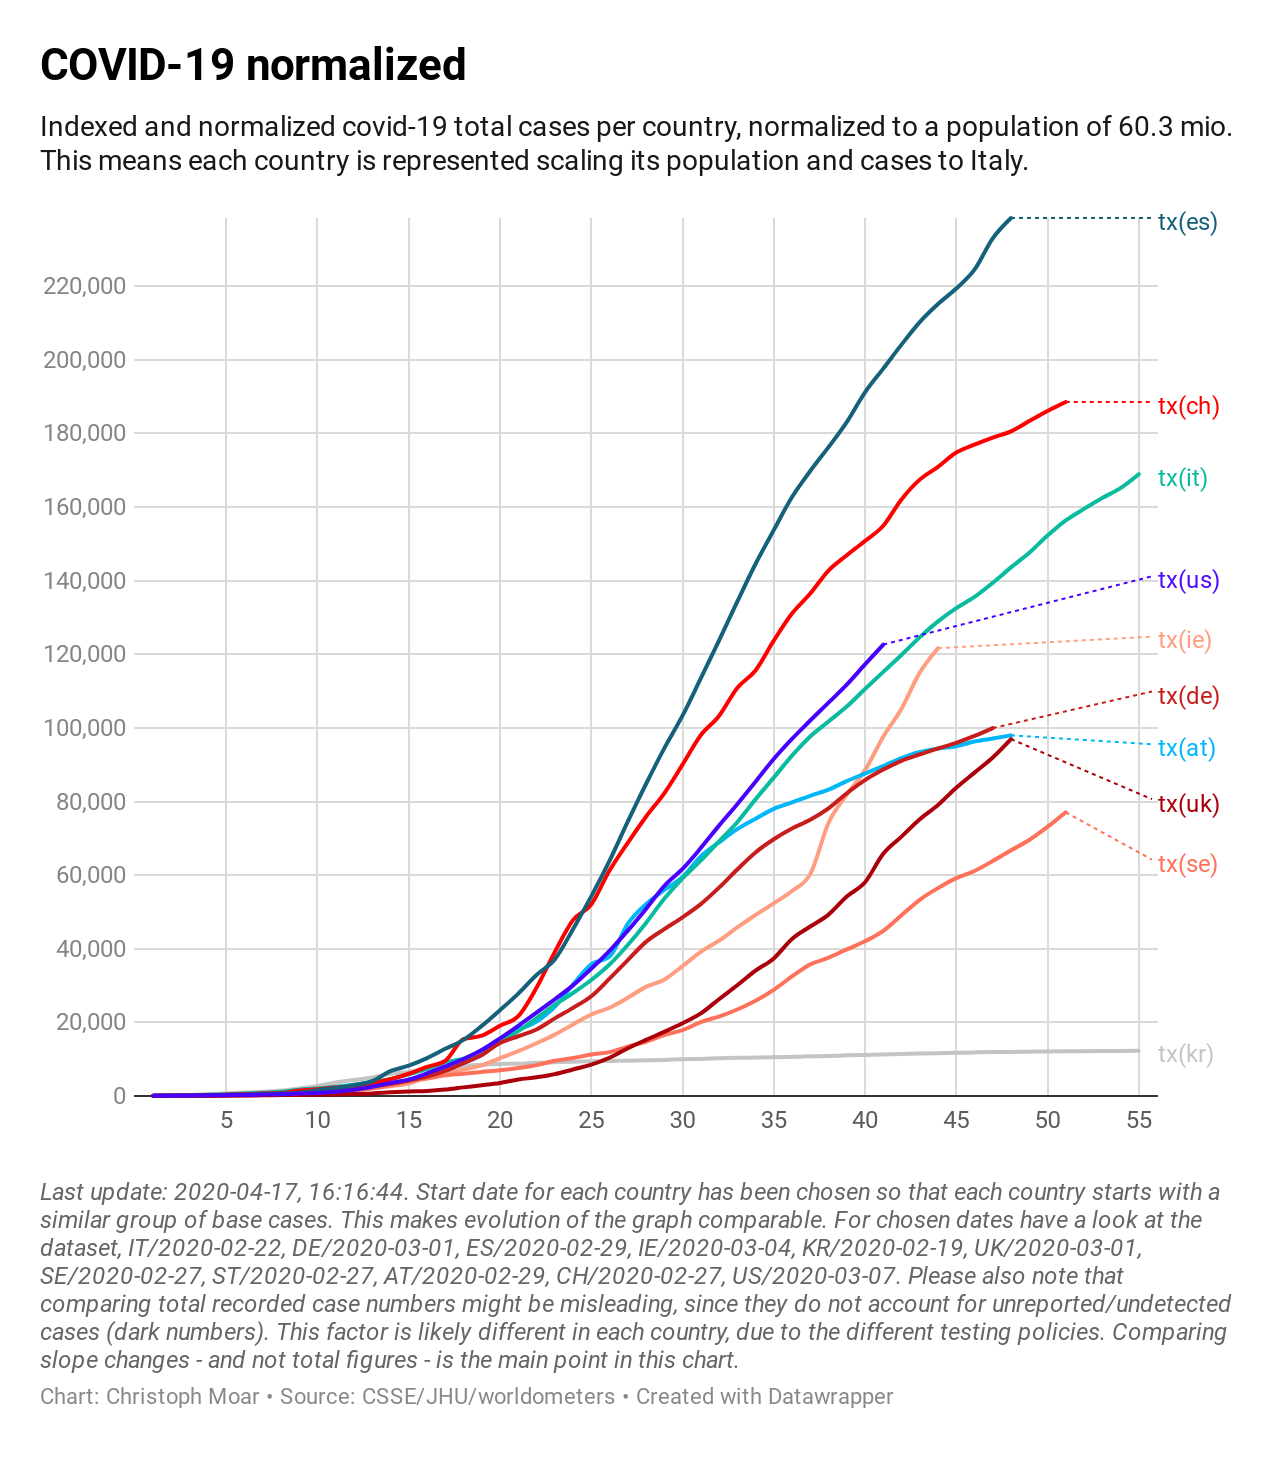 COVID-19 normalized
Indexed and normalized covid-19 total cases per country, normalized to a population of 60.3 mio.
This means each country is represented scaling its population and cases to Italy.
tx(es)
220,000
200,000
tx(ch)
180,000
tx(it)
160,000
tx(us)
140,000
tx(ie)
120,000
tx(de)
100,000
tx(at)
80,000
tx(uk)
tx(se)
60,000
40,000
20,000
tx(kr)
0
5 10 15 20 25 30 35 40 45 50 55
Last update: 2020-04-17, 16:16:44. Start date for each country has been chosen so that each country starts with a
similar group of base cases. This makes evolution of the graph comparable. For chosen dates have a look at the
dataset, IT/2020-02-22, DE/2020-03-01, ES/2020-02-29, IE/2020-03-04, KR/2020-02-19, UK/2020-03-01,
SE/2020-02-27, ST/2020-02-27, AT/2020-02-29, CH/2020-02-27, US/2020-03-07. Please also note that
comparing total recorded case numbers might be misleading, since they do not account for unreported/undetected
cases (dark numbers). This factor is likely different in each country, due to the different testing policies. Comparing
slope changes - and not total figures - is the main point in this chart.
Chart: Christoph Moar • Source: CSSE/JHU/worldometers • Created with Datawrapper